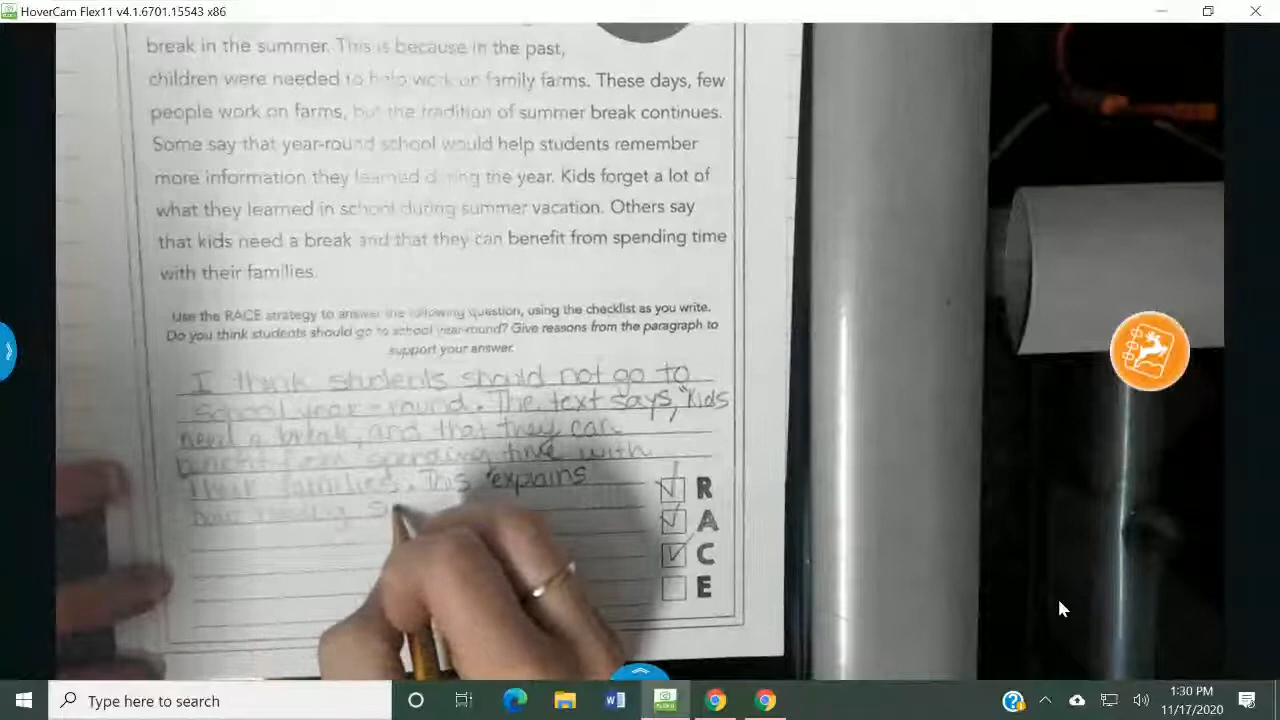 HoverCam Flex11 v4.1.6701.15543 x86
break in the summer. This is because in the past,
children were needed to help work on family farms. These days, few
people work on farms, but the tradition of summer break continues.
Some say that year-round school would help students remember
more information they learned during the year. Kids forget a lot of
what they learned in school during summer vacation. Others say
that kids need a break and that they can benefit from spending time
with their families.
Use the RACE strategy to answer the following question, using the checklist as you write.
Do you think students should go to school year-round? Give reasons from the paragraph to
support your answer.
I think students should not go to
school year-round. The text says, "Kids
need a break, and that they can
benefit from spending time with
their families. This explains
R
A
C
E
Type here to search
1:30 PM
11/17/2020